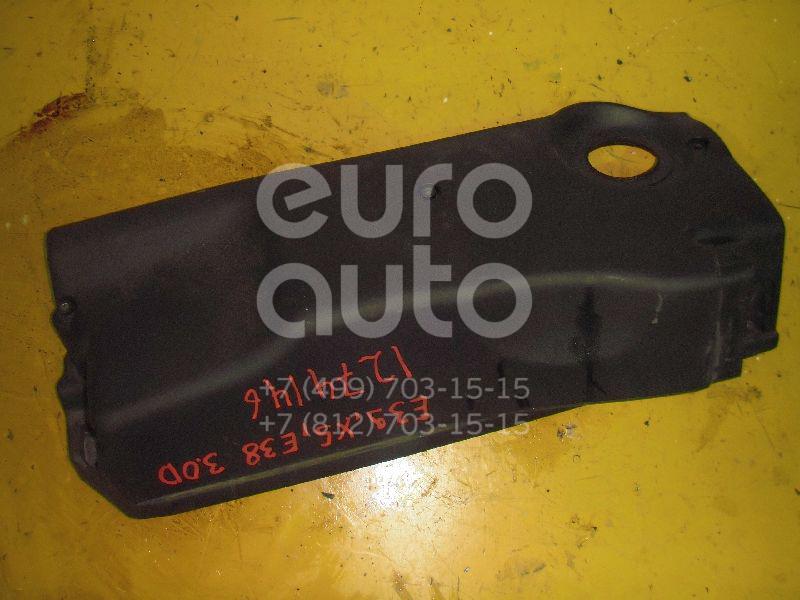 euro
auto
+7 (499) 703-15-15
+7 (812) 703-15-15
E39, X5, E38 3.0D